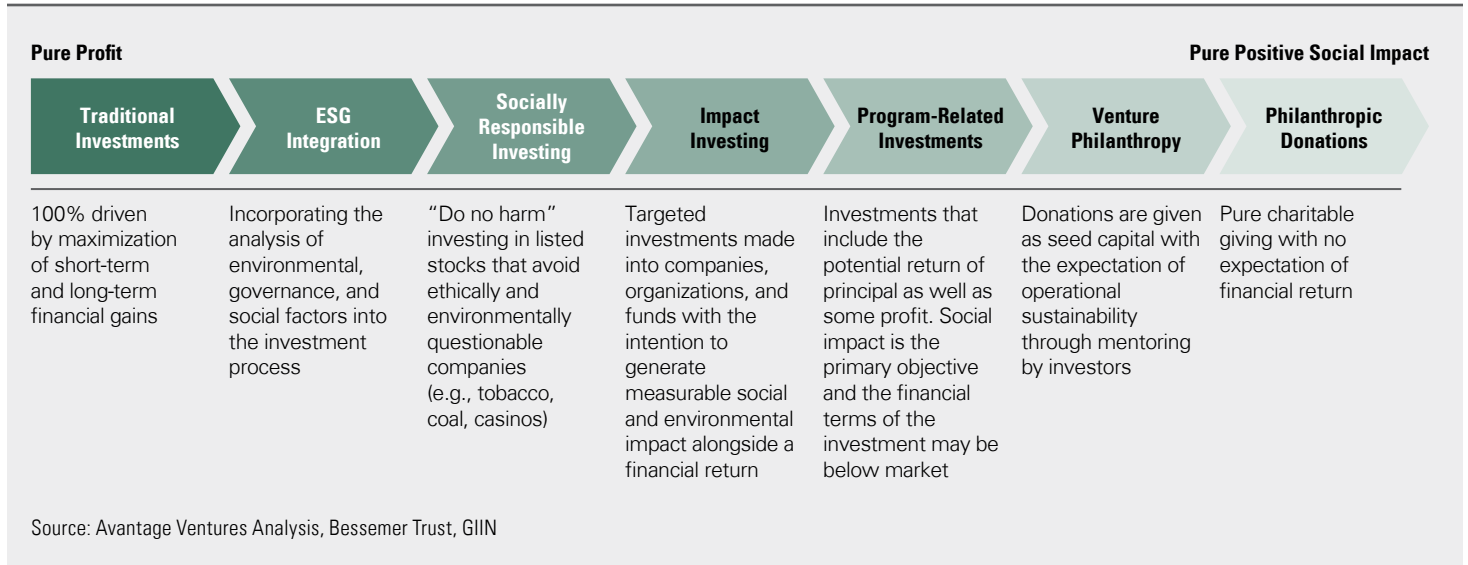 Pure Profit
Pure Positive Social Impact
Traditional
Investments
ESG
Integration
Socially
Responsible
Investing
Impact
Investing
Program-Related
Investments
Venture
Philanthropy
Philanthropic
Donations
100% driven
by maximization
of short-term
and long-term
financial gains
Incorporating the
analysis of
environmental,
governance, and
social factors into
the investment
process
“Do no harm”
investing in listed
stocks that avoid
ethically and
environmentally
questionable
companies
(e.g., tobacco,
coal, casinos)
Targeted
investments made
into companies,
organizations, and
funds with the
intention to
generate
measurable social
and environmental
impact alongside a
financial return
Investments that
include the
potential return of
principal as well as
some profit. Social
impact is the
primary objective
and the financial
terms of the
investment may be
below market
Donations are given
as seed capital with
the expectation of
operational
sustainability
through mentoring
by investors
Pure charitable
giving with no
expectation of
financial return
Source: Avantage Ventures Analysis, Bessemer Trust, GIIN